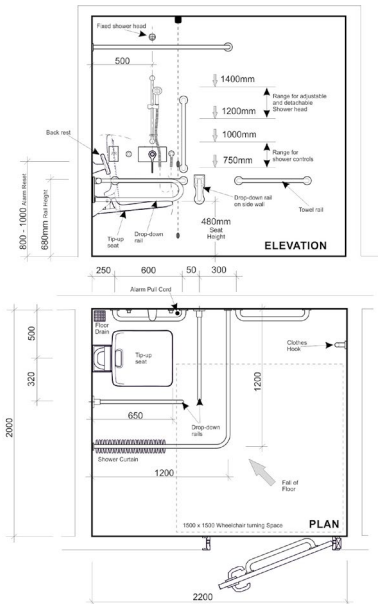 Fixed shower head
500
1400mm
Range for adjustable
and detachable
Shower head
1200mm
1000mm
Range for
shower controls
750mm
Back rest
800 - 1000 Alarm Reset
680mm Rail Height
Tip-up
seat
Drop-down
rail
480mm
Seat
Height
Drop-down rail
on side wall
Towel rail
ELEVATION
250
600
50
300
Alarm Pull Cord
500
320
2000
Floor
Drain
Tip-up
seat
Clothes
Hook
1200
650
Drop-down
rails
Shower Curtain
1200
Fall of
Floor
1500 x 1500 Wheelchair turning Space
PLAN
2200